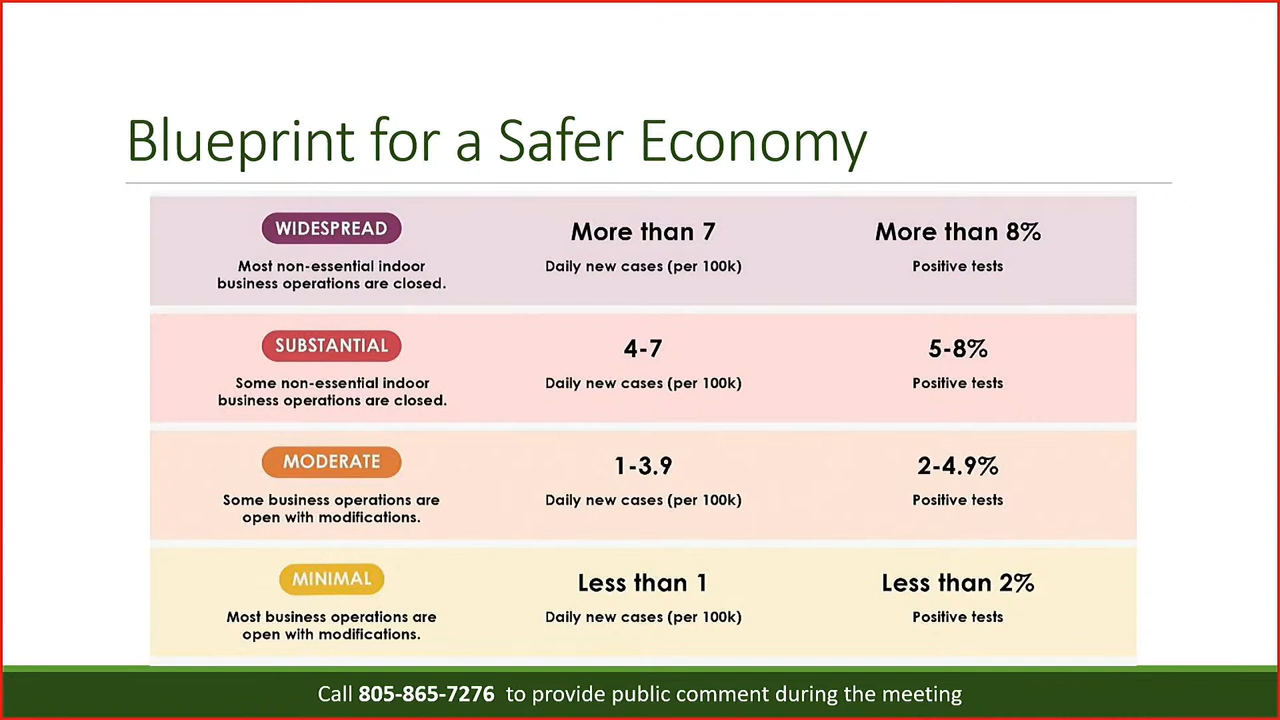 Blueprint for a Safer Economy
WIDESPREAD
Most non-essential indoor
business operations are closed.
More than 7
Daily new cases (per 100k)
More than 8%
Positive tests
SUBSTANTIAL
Some non-essential indoor
business operations are closed.
4-7
Daily new cases (per 100k)
5-8%
Positive tests
MODERATE
Some business operations are
open with modifications.
1-3.9
Daily new cases (per 100k)
2-4.9%
Positive tests
MINIMAL
Most business operations are
open with modifications.
Less than 1
Daily new cases (per 100k)
Less than 2%
Positive tests
Call 805-865-7276 to provide public comment during the meeting